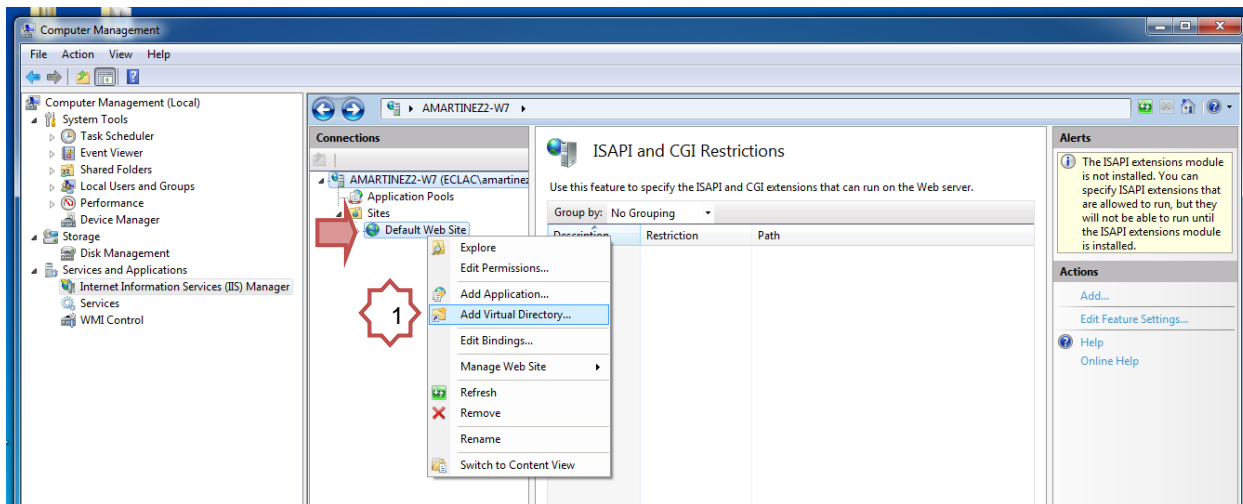 Computer Management
File Action View Help
Computer Management (Local)
System Tools
Task Scheduler
Event Viewer
Shared Folders
Local Users and Groups
Performance
Device Manager
Storage
Disk Management
Services and Applications
Internet Information Services (IIS) Manager
Services
WMI Control
AMARTINEZ2-W7
Connections
AMARTINEZ2-W7 (ECLAC\amartinez
Application Pools
Sites
Default Web Site
1
Explore
Edit Permissions...
Add Application...
Add Virtual Directory...
Edit Bindings...
Manage Web Site
Refresh
Remove
Rename
Switch to Content View
ISAPI and CGI Restrictions
Use this feature to specify the ISAPI and CGI extensions that can run on the Web server.
Group by: No Grouping
Description Restriction Path
Alerts
The ISAPI extensions module
is not installed. You can
specify ISAPI extensions that
are allowed to run, but they
will not be able to run until
the ISAPI extensions module
is installed.
Actions
Add...
Edit Feature Settings...
Help
Online Help